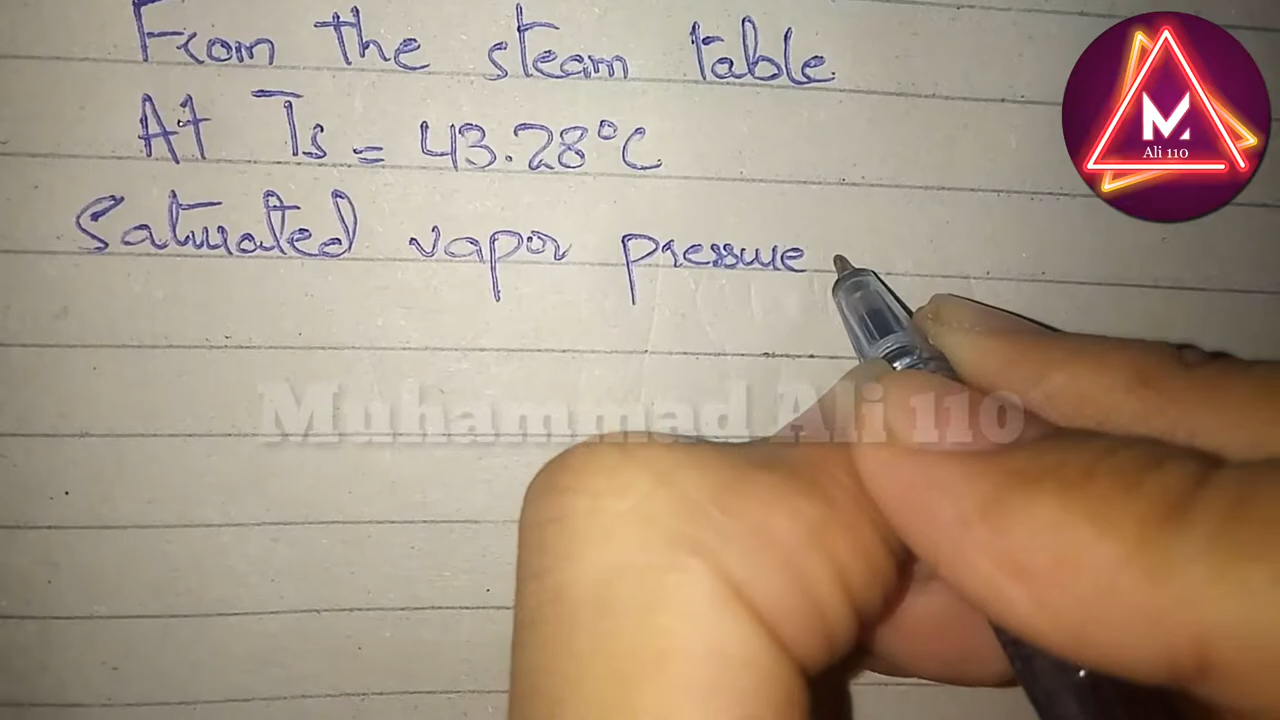 From the steam table
At Ts = 43.28°C
Saturated vapor pressure
M.
Ali 110
Muhammad Ali 110